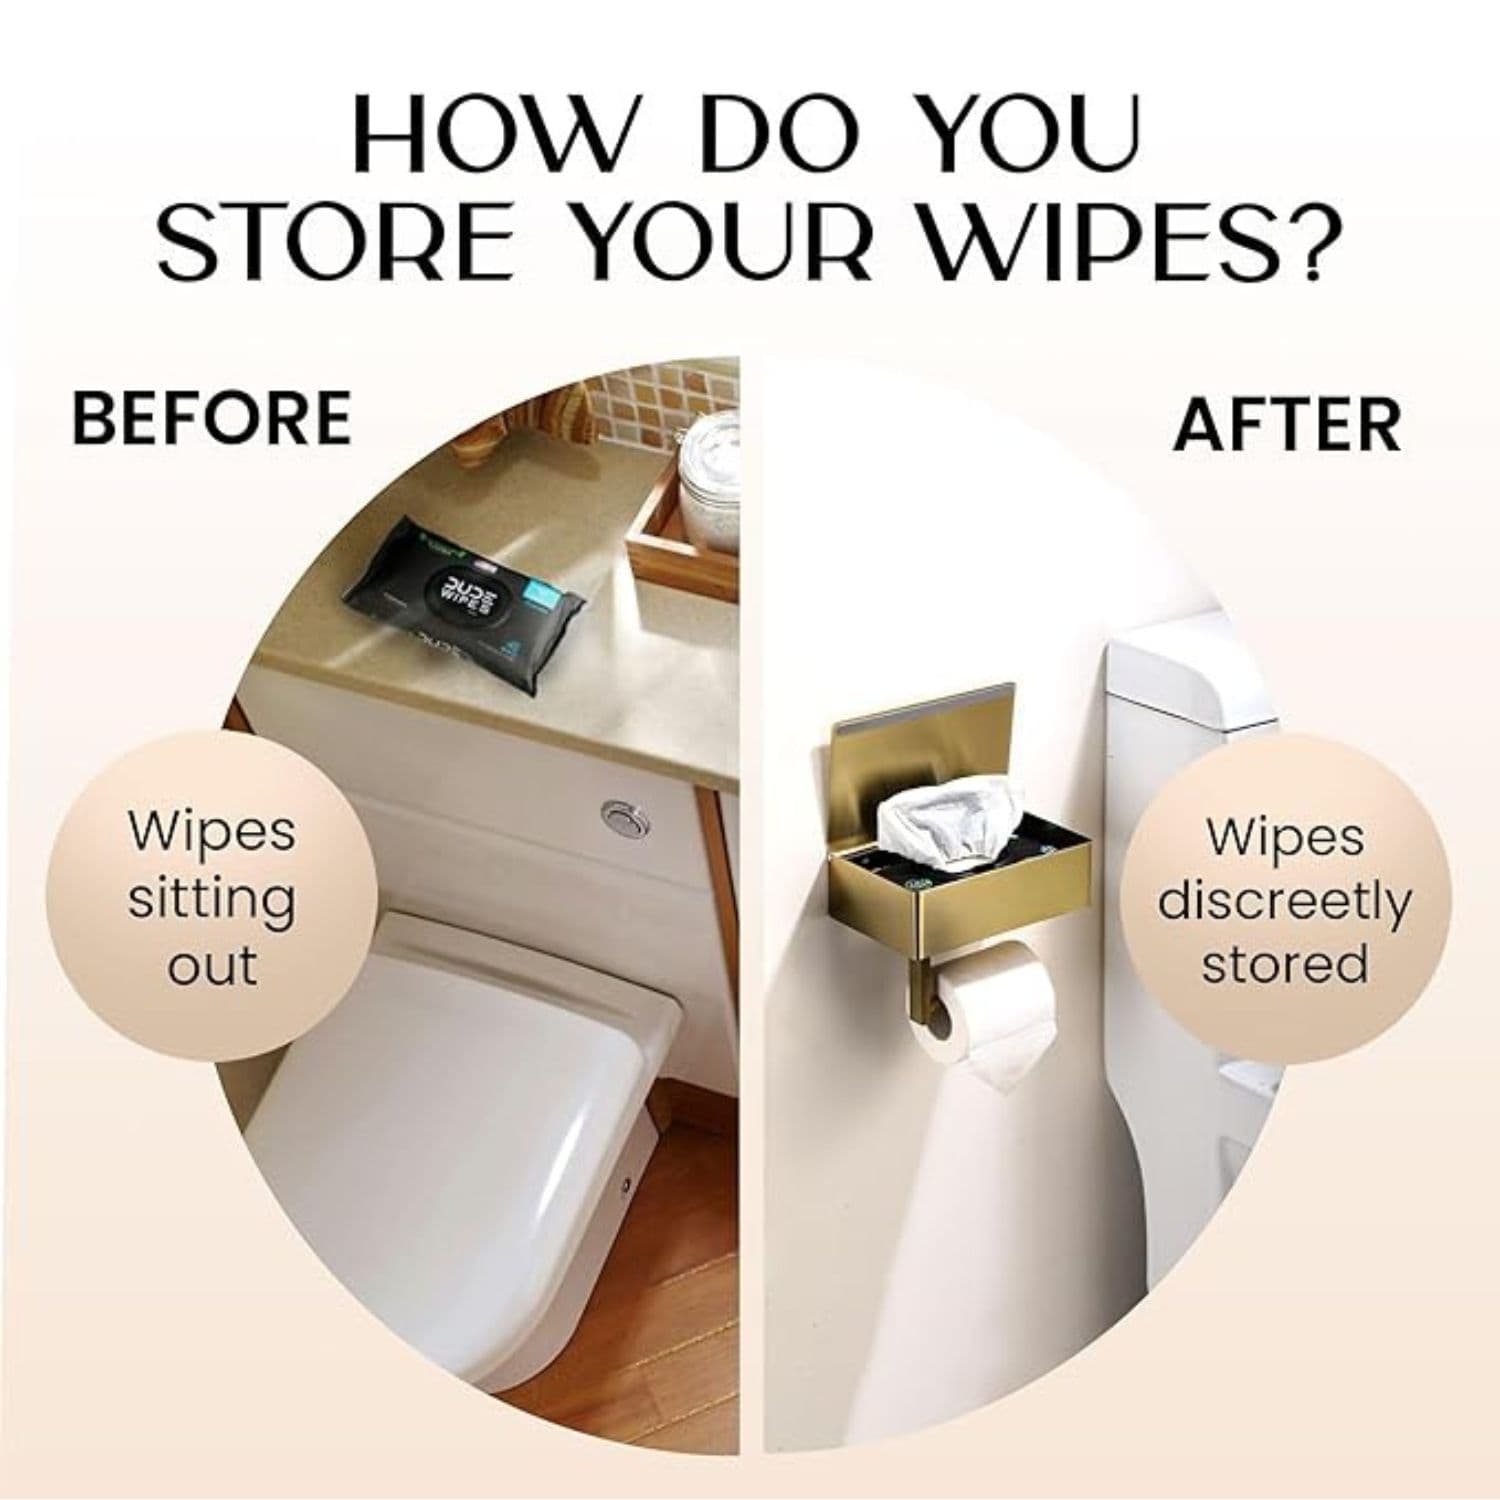 HOW DO YOU
STORE YOUR WIPES?
BEFORE
AFTER
DUDE
WIPES
Wipes
sitting
out
Wipes
discreetly
stored